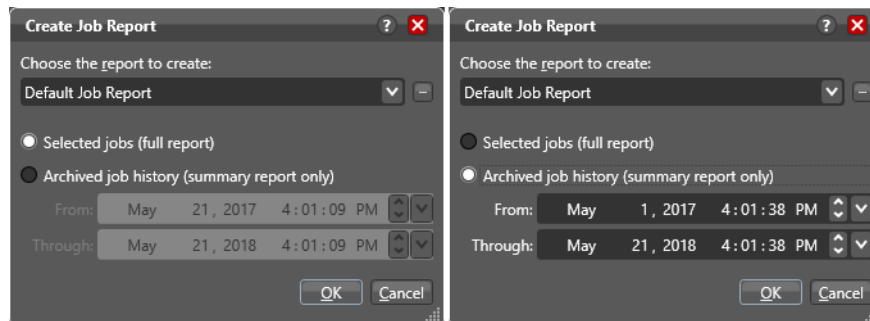 Create Job Report ?
Choose the report to create:
Default Job Report
Selected jobs (full report)
Archived job history (summary report only)
From: May 21, 2017 4:01:09 PM
Through: May 21, 2018 4:01:09 PM
OK Cancel
Create Job Report ?
Choose the report to create:
Default Job Report
Selected jobs (full report)
Archived job history (summary report only)
From: May 1, 2017 4:01:38 PM
Through: May 21, 2018 4:01:38 PM
OK Cancel